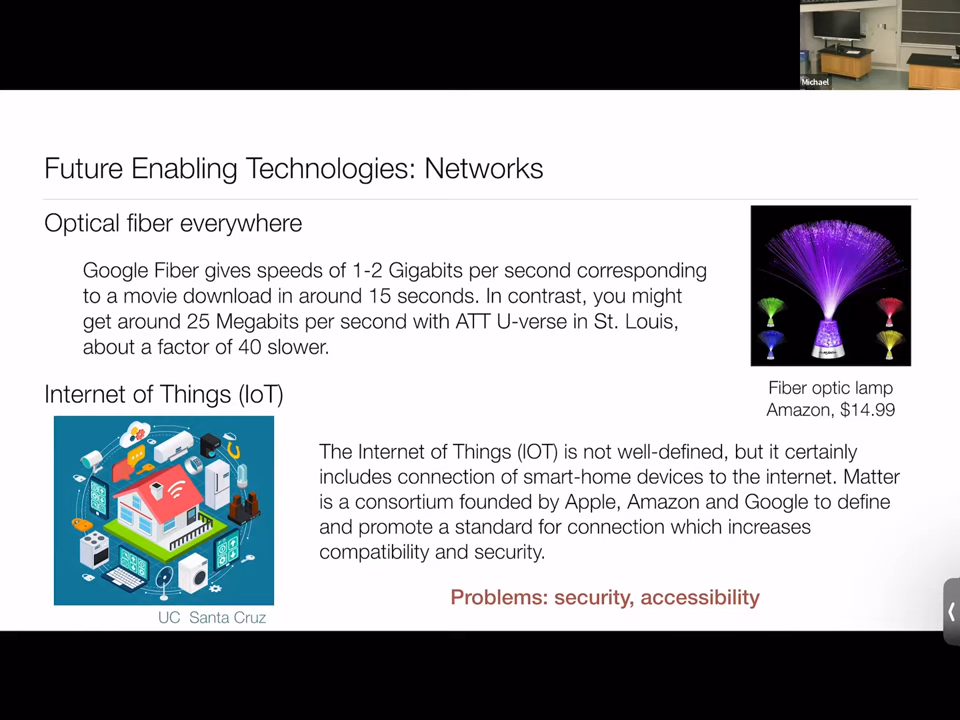 Michael
Future Enabling Technologies: Networks
Optical fiber everywhere
Google Fiber gives speeds of 1-2 Gigabits per second corresponding
to a movie download in around 15 seconds. In contrast, you might
get around 25 Megabits per second with ATT U-verse in St. Louis,
about a factor of 40 slower.
Fiber optic lamp
Amazon, $14.99
Internet of Things (IoT)
The Internet of Things (IOT) is not well-defined, but it certainly
includes connection of smart-home devices to the internet. Matter
is a consortium founded by Apple, Amazon and Google to define
and promote a standard for connection which increases
compatibility and security.
Problems: security, accessibility
UC Santa Cruz